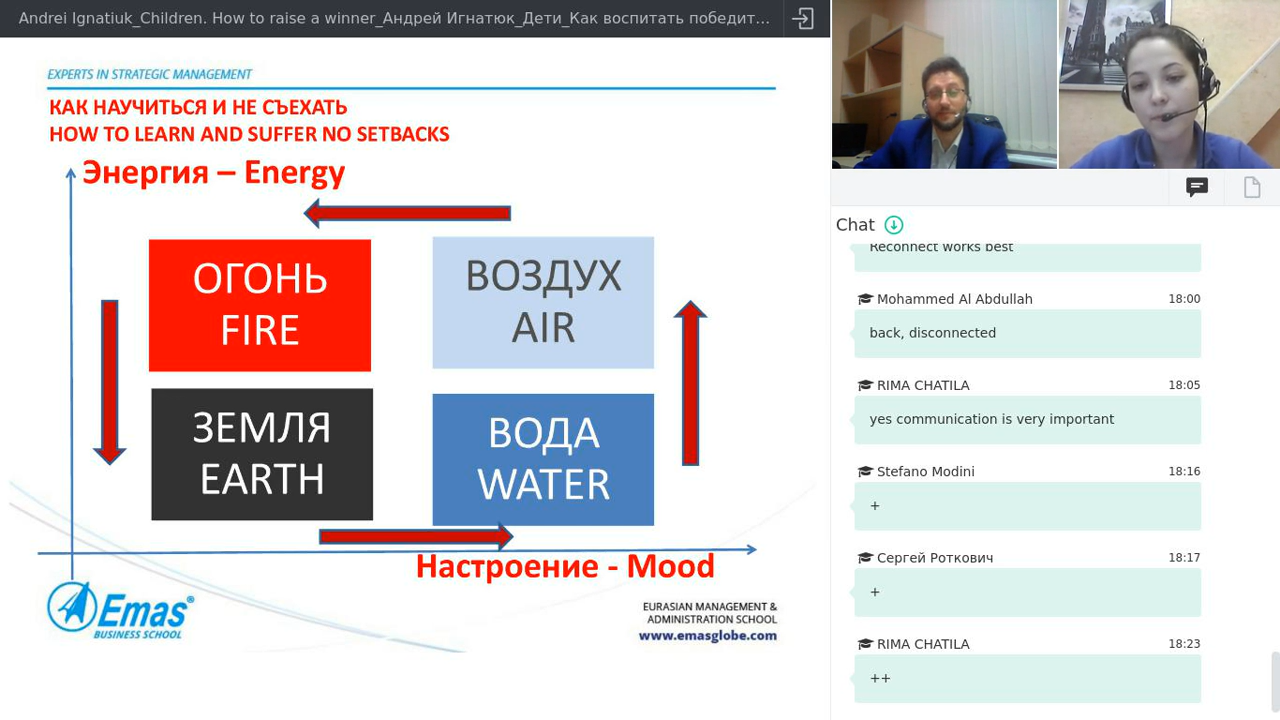 Andrei Ignatiuk_Children. How to raise a winner_Андрей Игнатюк_Дети_Как воспитать победит...
EXPERTS IN STRATEGIC MANAGEMENT
КАК НАУЧИТЬСЯ И НЕ СЪЕХАТЬ
HOW TO LEARN AND SUFFER NO SETBACKS
Энергия – Energy
ОГОНЬ
FIRE
ВОЗДУХ
AIR
ЗЕМЛЯ
EARTH
ВОДА
WATER
Настроение - Mood
Emas®
BUSINESS SCHOOL
EURASIAN MANAGEMENT &
ADMINISTRATION SCHOOL
www.emasglobe.com
Chat
Reconnect works best
Mohammed Al Abdullah 18:00
back, disconnected
RIMA CHATILA 18:05
yes communication is very important
Stefano Modini 18:16
+
Сергей Роткович 18:17
+
RIMA CHATILA 18:23
++